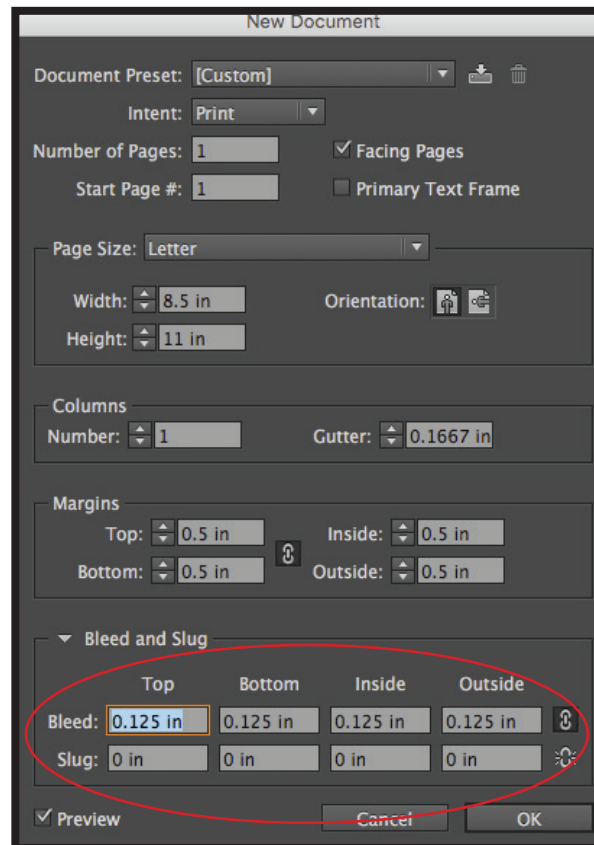 New Document
Document Preset: [Custom]
Intent: Print
Number of Pages: 1 Facing Pages
Start Page #: 1 Primary Text Frame
Page Size: Letter
Width: 8.5 in Orientation:
Height: 11 in
Columns
Number: 1 Gutter: 0.1667 in
Margins
Top: 0.5 in Inside: 0.5 in
Bottom: 0.5 in Outside: 0.5 in
Bleed and Slug
Top Bottom Inside Outside
Bleed: 0.125 in 0.125 in 0.125 in 0.125 in
Slug: 0 in 0 in 0 in 0 in
Preview Cancel OK